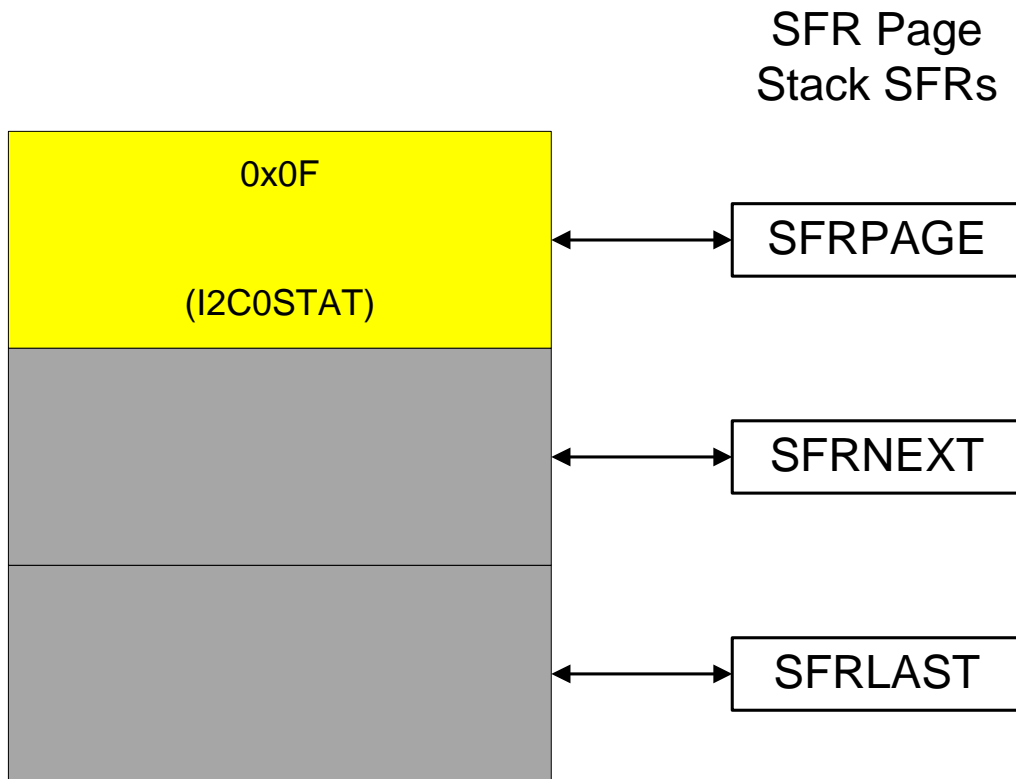 SFR Page
Stack SFRs
0x0F
SFRPAGE
(I2C0STAT)
SFRNEXT
SFRLAST